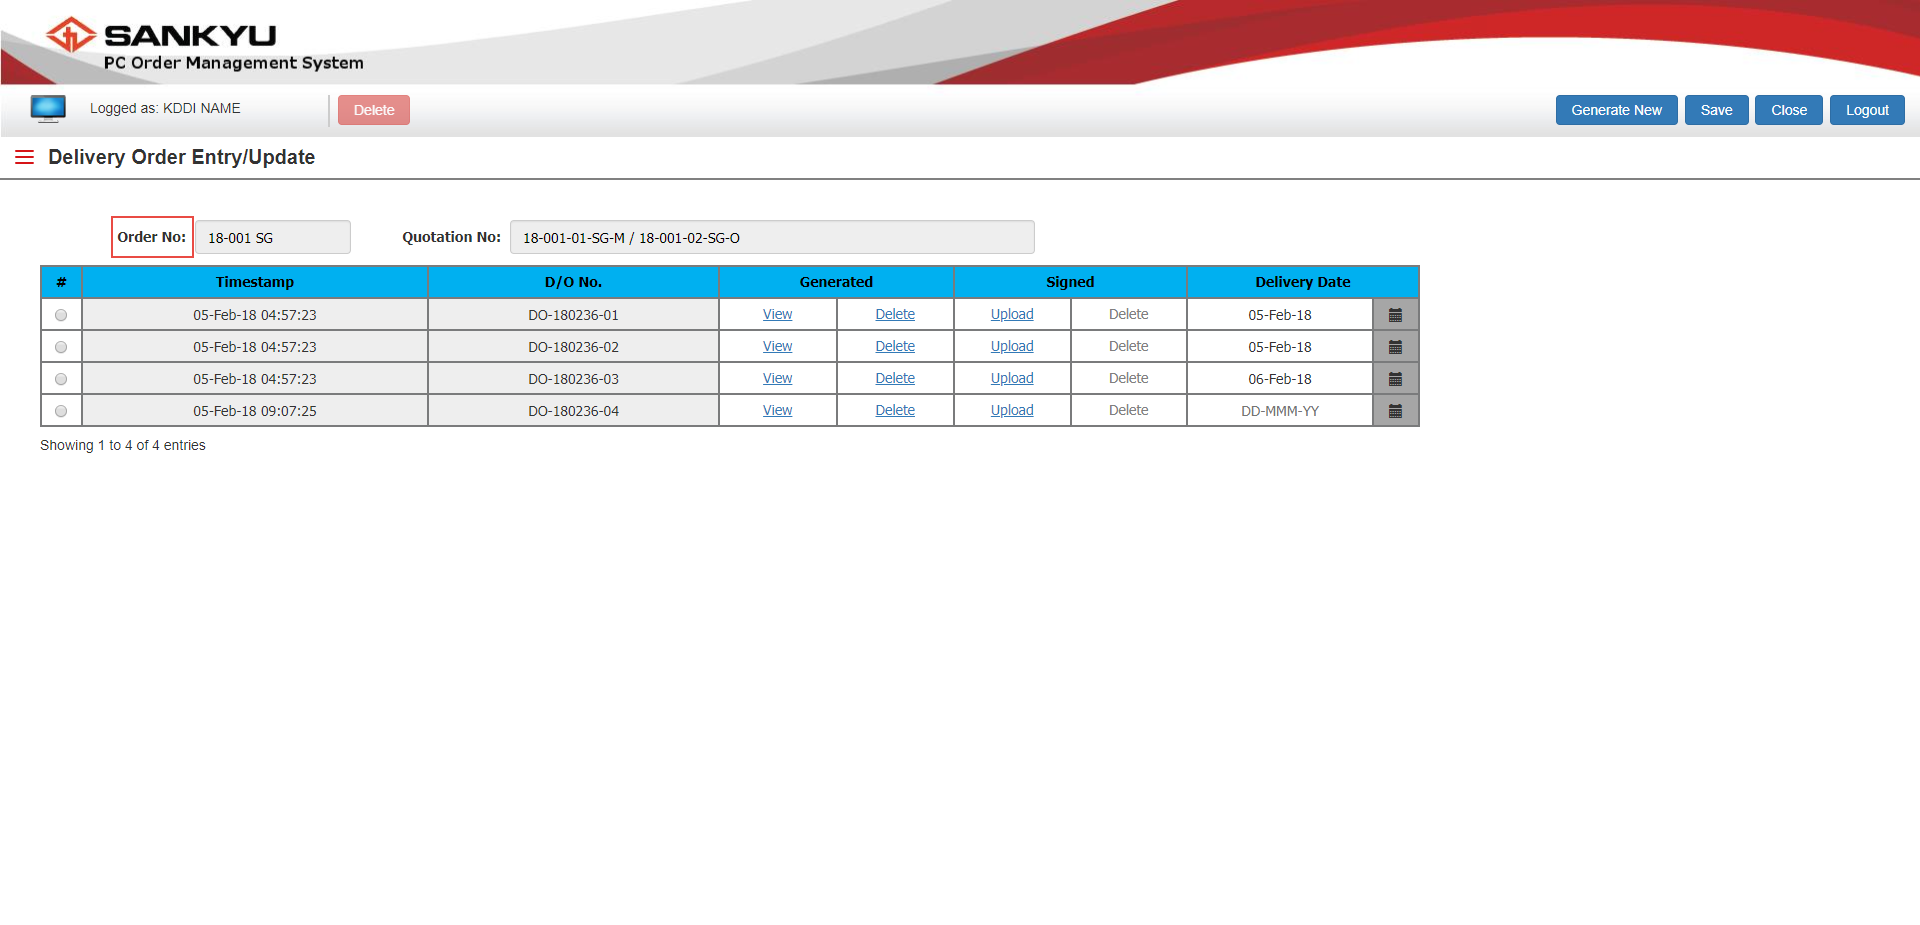 SANKYU
PC Order Management System
Logged as: KDDI NAME
Delete
Generate New
Save
Close
Logout
Delivery Order Entry/Update
Order No: 18-001 SG
Quotation No: 18-001-01-SG-M / 18-001-02-SG-O
# Timestamp D/O No. Generated Signed Delivery Date
05-Feb-18 04:57:23 DO-180236-01 View Delete Upload Delete 05-Feb-18
05-Feb-18 04:57:23 DO-180236-02 View Delete Upload Delete 05-Feb-18
05-Feb-18 04:57:23 DO-180236-03 View Delete Upload Delete 06-Feb-18
05-Feb-18 09:07:25 DO-180236-04 View Delete Upload Delete DD-MMM-YY
Showing 1 to 4 of 4 entries